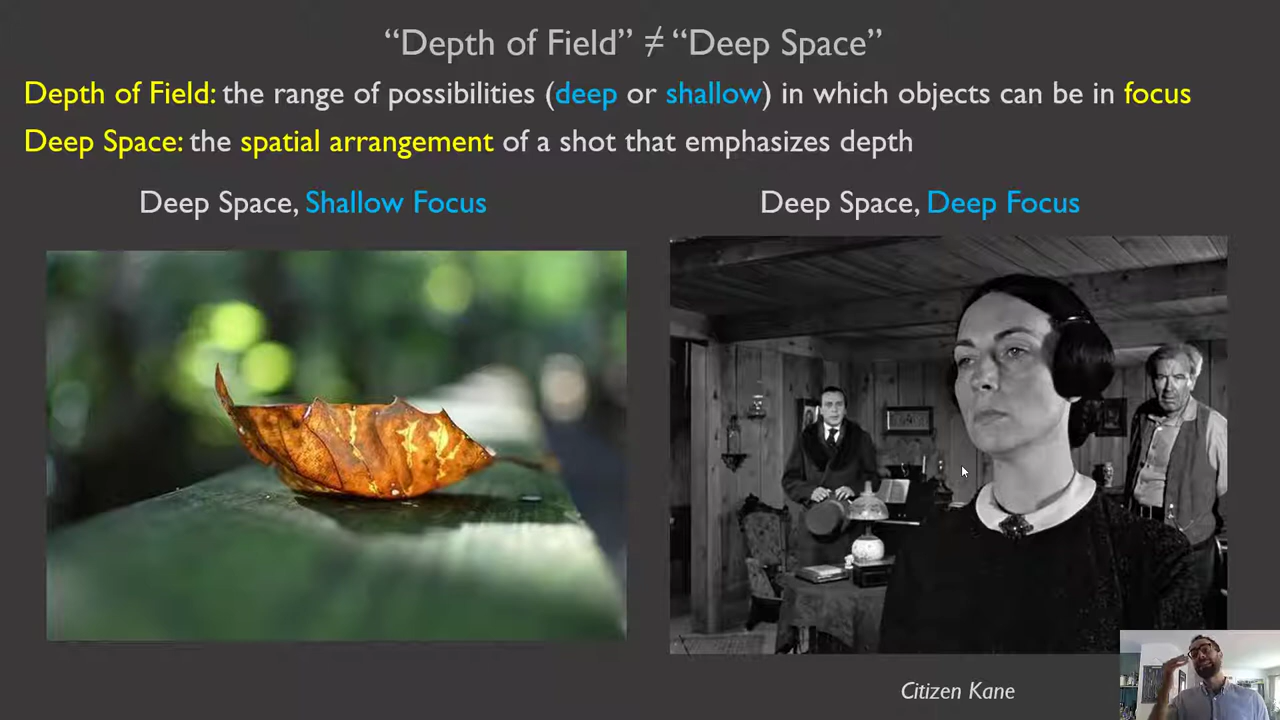 “Depth of Field” ≠ “Deep Space”
Depth of Field: the range of possibilities (deep or shallow) in which objects can be in focus
Deep Space: the spatial arrangement of a shot that emphasizes depth
Deep Space, Shallow Focus
Deep Space, Deep Focus
Citizen Kane